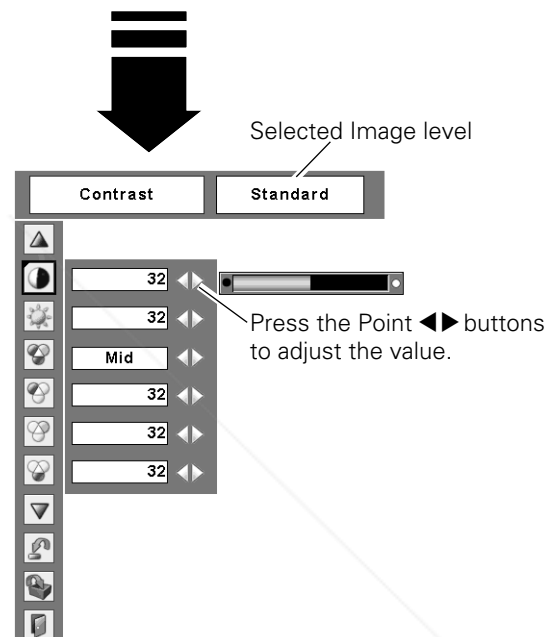 Selected Image level
Contrast
Standard
32
32
Press the Point ◀▶ buttons
to adjust the value.
Mid
32
32
32